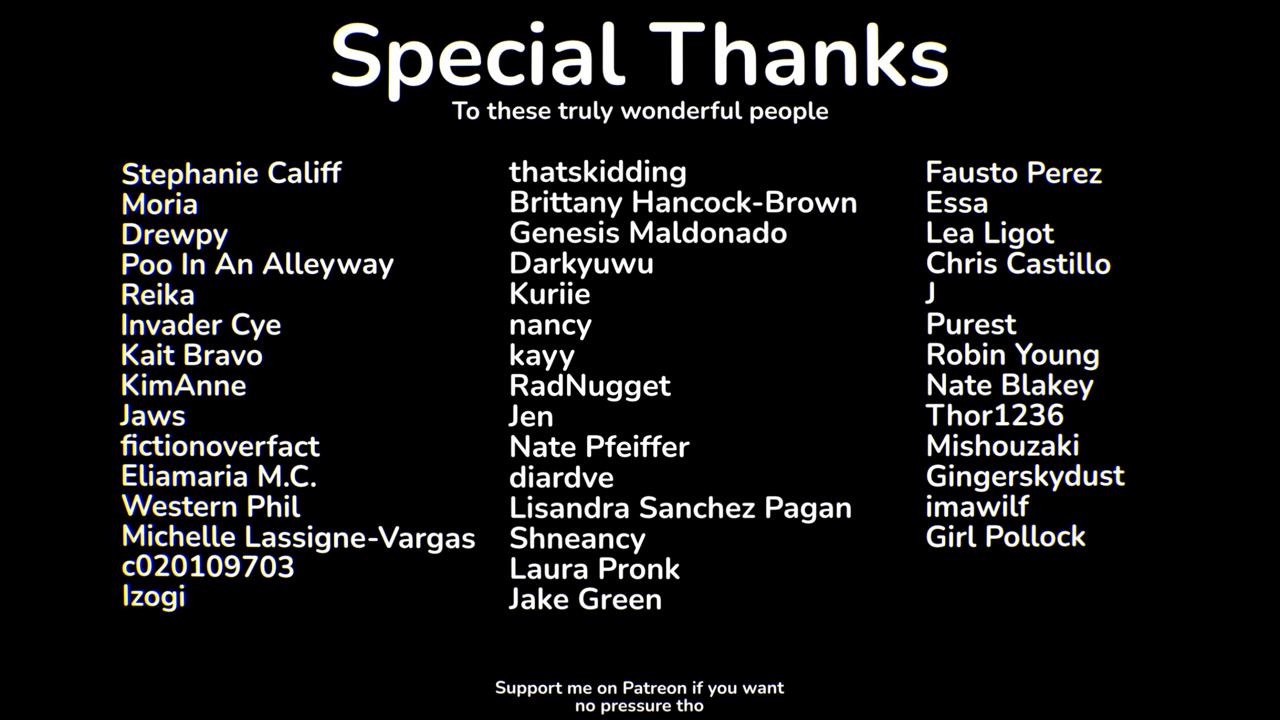 Special Thanks
To these truly wonderful people
Stephanie Califf
Moria
Drewpy
Poo In An Alleyway
Reika
Invader Cye
Kait Bravo
KimAnne
Jaws
fictionoverfact
Eliamaria M.C.
Western Phil
Michelle Lassigne-Vargas
c020109703
Izogi
thatskidding
Brittany Hancock-Brown
Genesis Maldonado
Darkyuwu
Kuriie
nancy
kayy
RadNugget
Jen
Nate Pfeiffer
diardve
Lisandra Sanchez Pagan
Shneancy
Laura Pronk
Jake Green
Fausto Perez
Essa
Lea Ligot
Chris Castillo
J
Purest
Robin Young
Nate Blakey
Thor1236
Mishouzaki
Gingerskydust
imawilf
Girl Pollock
Support me on Patreon if you want
no pressure tho